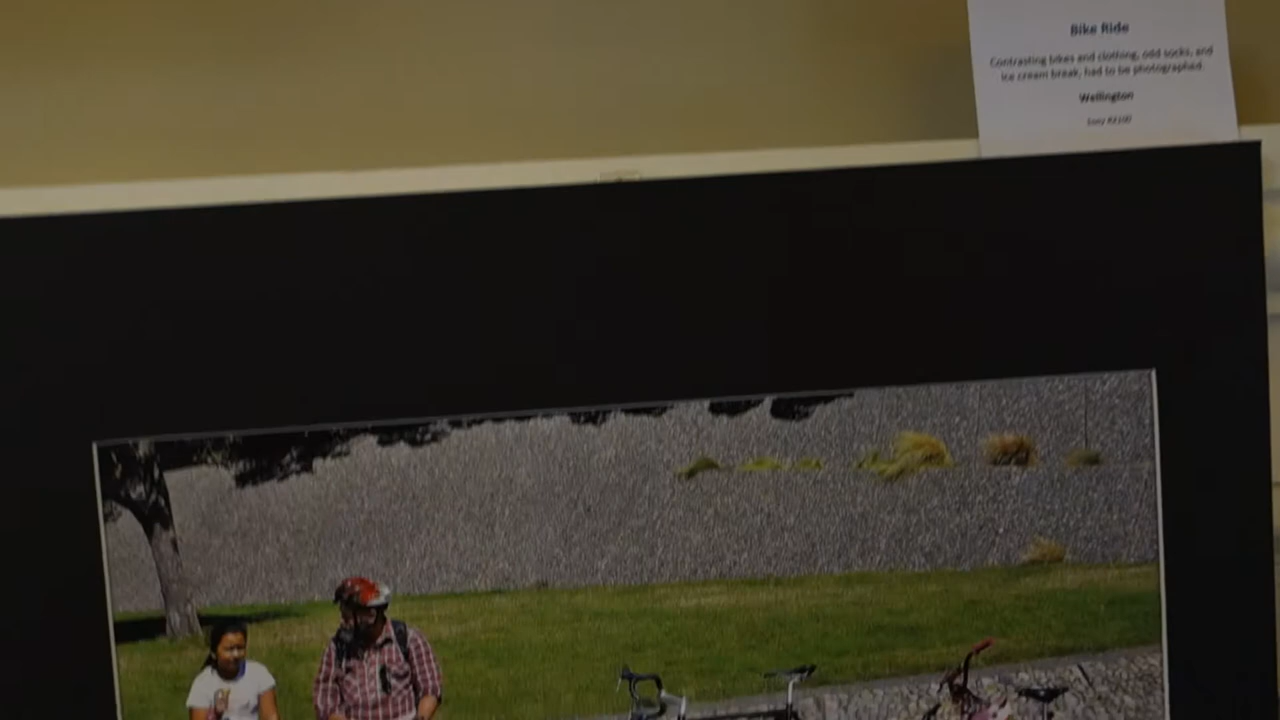 Bike Ride
Contrasting bikes and clothing, odd socks, and
ice cream break, had to be photographed.
Wellington